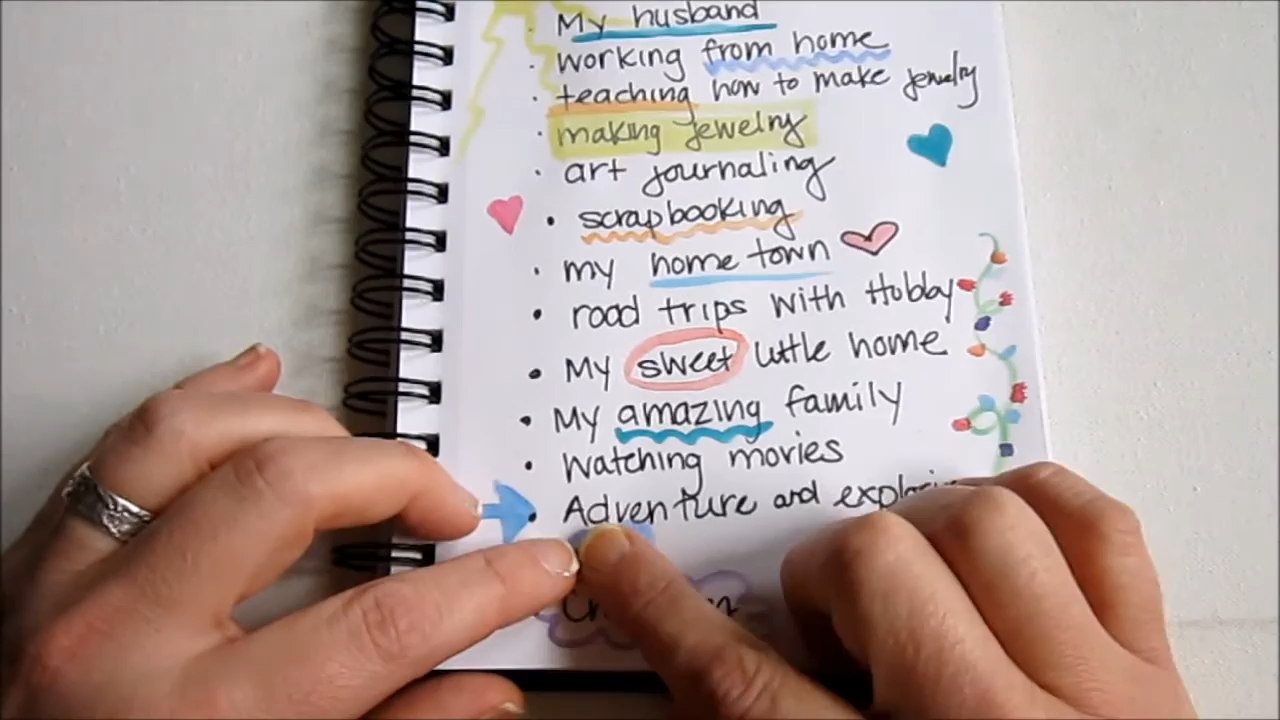 · My husband
· working from home
· teaching how to make jewelry
· making jewelry
· art journaling
• scrapbooking
· my home town
• road trips with Hubby
• My sweet little home
• My amazing family
• Watching movies
• Adventure and